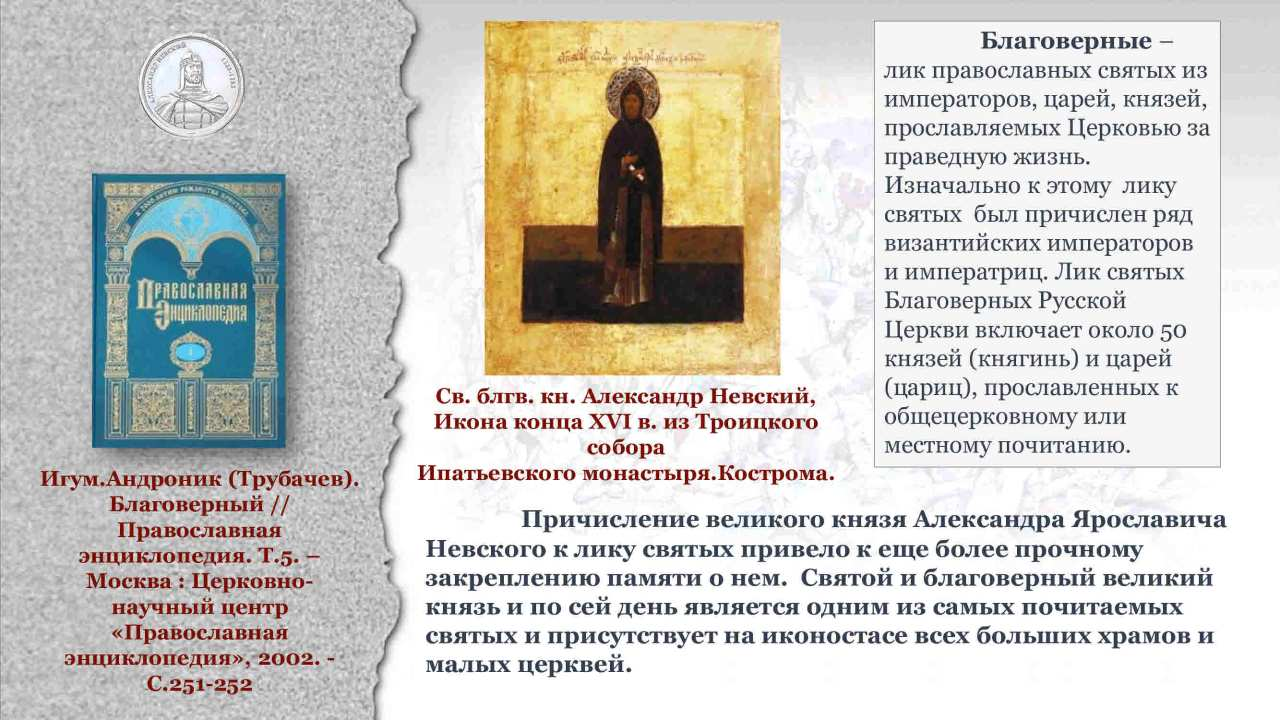 АЛЕКСАНДР НЕВСКИЙ
ПРАВОСЛАВНАЯ
ЭНЦИКЛОПЕДИЯ
Игум.Андроник (Трубачев).
Благоверный //
Православная
энциклопедия. Т.5. –
Москва : Церковно-
научный центр
«Православная
энциклопедия», 2002. -
С.251-252
Св. блгв. кн. Александр Невский,
Икона конца XVI в. из Троицкого
собора
Ипатьевского монастыря.Кострома.
Благоверные –
лик православных святых из
императоров, царей, князей,
прославляемых Церковью за
праведную жизнь.
Изначально к этому  лику
святых  был причислен ряд
византийских императоров
и императриц. Лик святых
Благоверных Русской
Церкви включает около 50
князей (княгинь) и царей
(цариц), прославленных к
общецерковному или
местному почитанию.
Причисление великого князя Александра Ярославича
Невского к лику святых привело к еще более прочному
закреплению памяти о нем.  Святой и благоверный великий
князь и по сей день является одним из самых почитаемых
святых и присутствует на иконостасе всех больших храмов и
малых церквей.